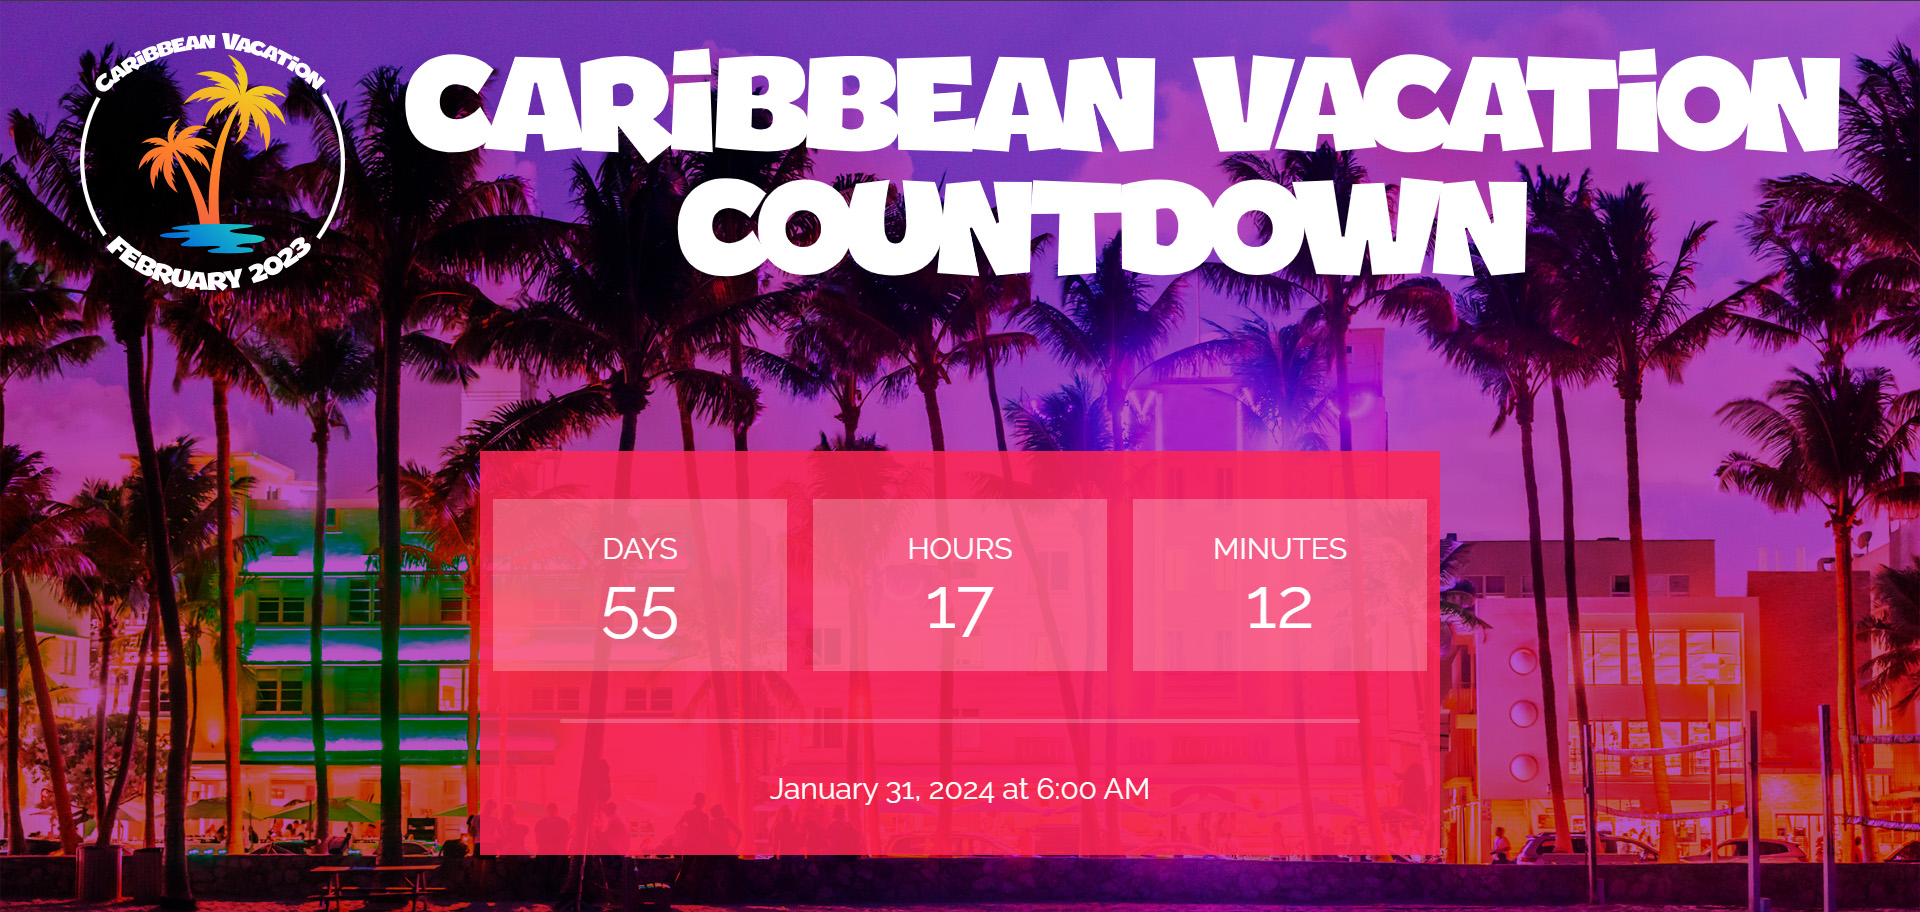 CARiBBEAN VACATiON
FEBRUARY 2023
CARiBBEAN VACATiON
COUNTDOWN
DAYS
55
HOURS
17
MINUTES
12
January 31, 2024 at 6:00 AM